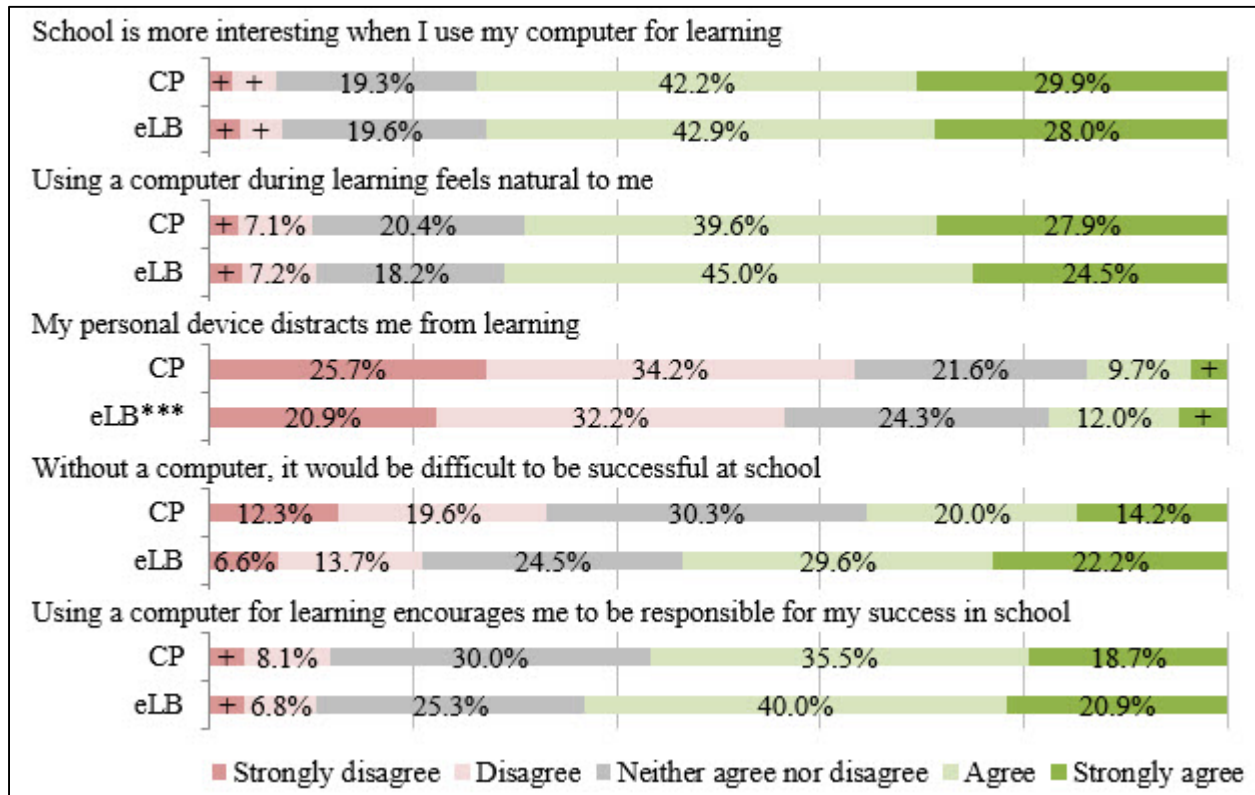 School is more interesting when I use my computer for learning
CP + + 19.3% 42.2% 29.9%
eLB + + 19.6% 42.9% 28.0%
Using a computer during learning feels natural to me
CP + 7.1% 20.4% 39.6% 27.9%
eLB + 7.2% 18.2% 45.0% 24.5%
My personal device distracts me from learning
CP 25.7% 34.2% 21.6% 9.7% +
eLB*** 20.9% 32.2% 24.3% 12.0% +
Without a computer, it would be difficult to be successful at school
CP 12.3% 19.6% 30.3% 20.0% 14.2%
eLB 6.6% 13.7% 24.5% 29.6% 22.2%
Using a computer for learning encourages me to be responsible for my success in school
CP + 8.1% 30.0% 35.5% 18.7%
eLB + 6.8% 25.3% 40.0% 20.9%
Strongly disagree Disagree Neither agree nor disagree Agree Strongly agree